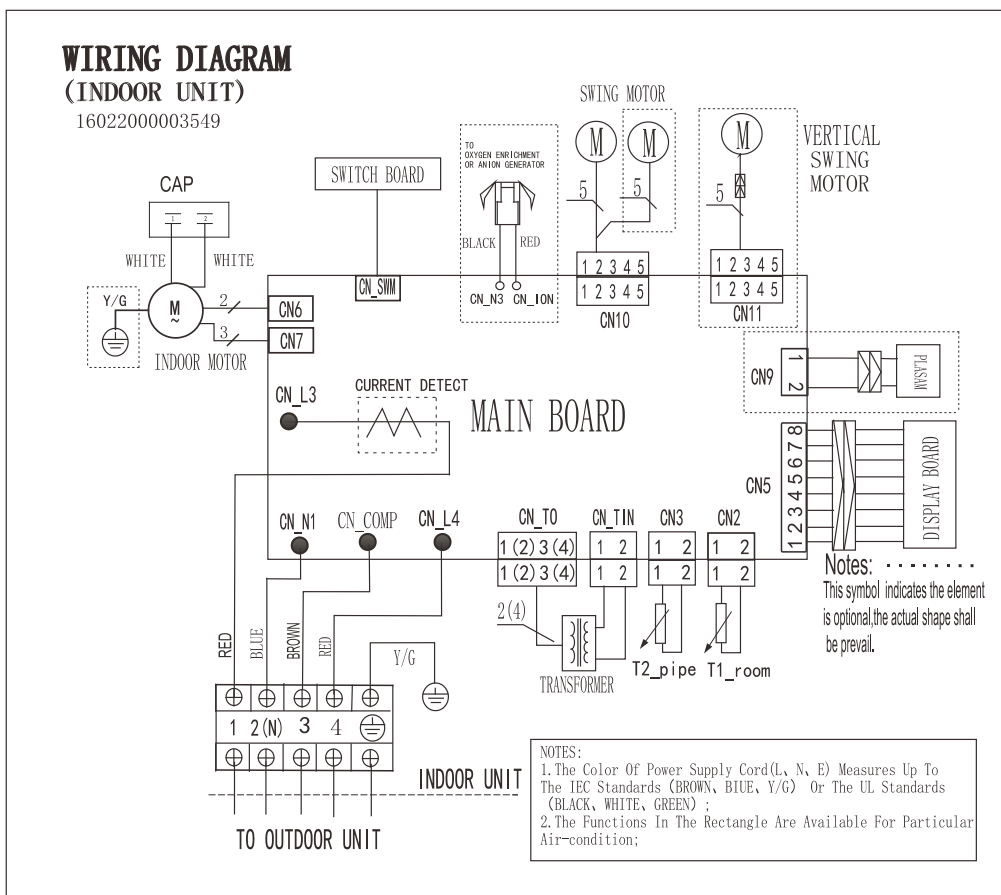 WIRING DIAGRAM
(INDOOR UNIT)
16022000003549
SWING MOTOR
M
M
5
5
M
5
VERTICAL
SWING
MOTOR
TO
OXYGEN ENRICHMENT
OR ANION GENERATOR
BLACK
RED
CN_N3
CN_ION
SWITCH BOARD
CN_SWM
CAP
1
2
WHITE
WHITE
Y/G
M
~
2
3
INDOOR MOTOR
CN6
CN7
1 2 3 4 5
1 2 3 4 5
CN10
1 2 3 4 5
1 2 3 4 5
CN11
CN9
1
2
PLASAM
CURRENT DETECT
CN_L3
MAIN BOARD
CN5
1 2 3 4 5 6 7 8
DISPLAY BOARD
CN_N1
CN_COMP
CN_L4
CN_TO
1 (2) 3 (4)
1 (2) 3 (4)
CN_TIN
1 2
1 2
CN3
1 2
1 2
CN2
1 2
1 2
2(4)
TRANSFORMER
T2_pipe
T1_room
Notes:
This symbol indicates the element
is optional,the actual shape shall
be prevail.
RED
BLUE
BROWN
RED
Y/G
1
2(N)
3
4
INDOOR UNIT
TO OUTDOOR UNIT
NOTES:
1.The Color Of Power Supply Cord(L、N、E) Measures Up To
The IEC Standards (BROWN、BIUE、Y/G) Or The UL Standards
(BLACK、WHITE、GREEN) ;
2.The Functions In The Rectangle Are Available For Particular
Air-condition;